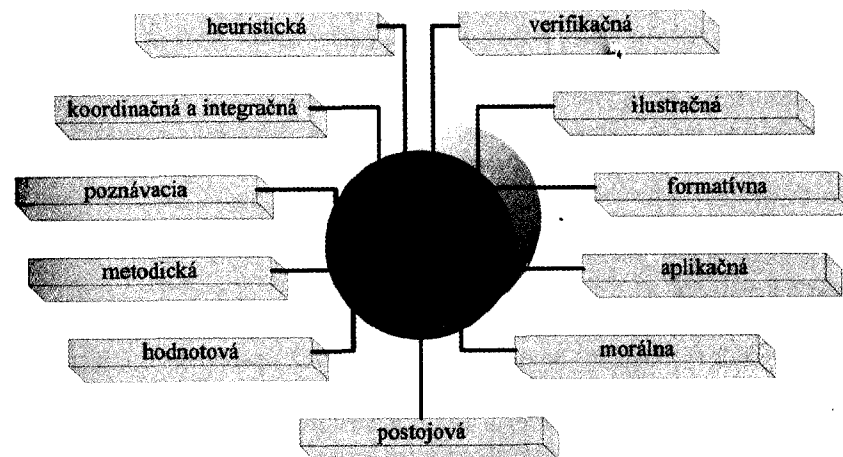 heuristická
verifikačná
koordinačná a integračná
ilustračná
poznávacia
formatívna
metodická
aplikačná
hodnotová
morálna
postojová